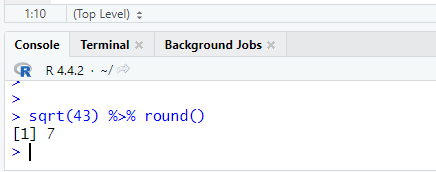 1:10 (Top Level)
Console Terminal Background Jobs
R R 4.4.2 · ~/
>
>
> sqrt(43) %>% round()
[1] 7
>